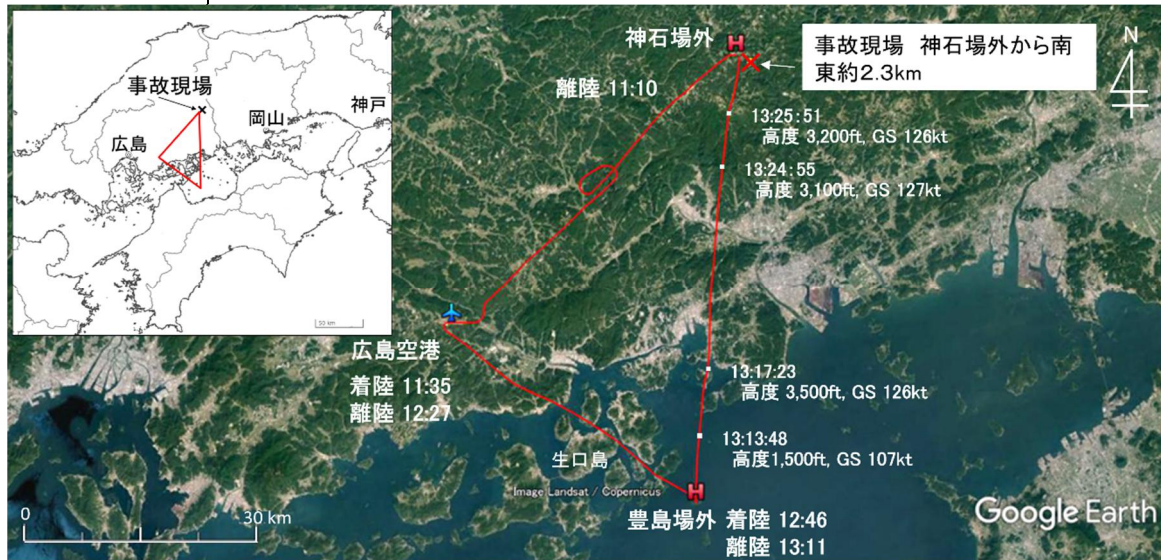 事故現場
広島
岡山
神戸
50 km
神石場外
離陸 11:10
事故現場 神石場外から南
東約2.3km
N
13:25:51
高度 3,200ft, GS 126kt
13:24:55
高度 3,100ft, GS 127kt
広島空港
着陸 11:35
離陸 12:27
13:17:23
高度 3,500ft, GS 126kt
13:13:48
高度1,500ft, GS 107kt
生口島
Image Landsat / Copernicus
豊島場外 着陸 12:46
離陸 13:11
0
30 km
Google Earth